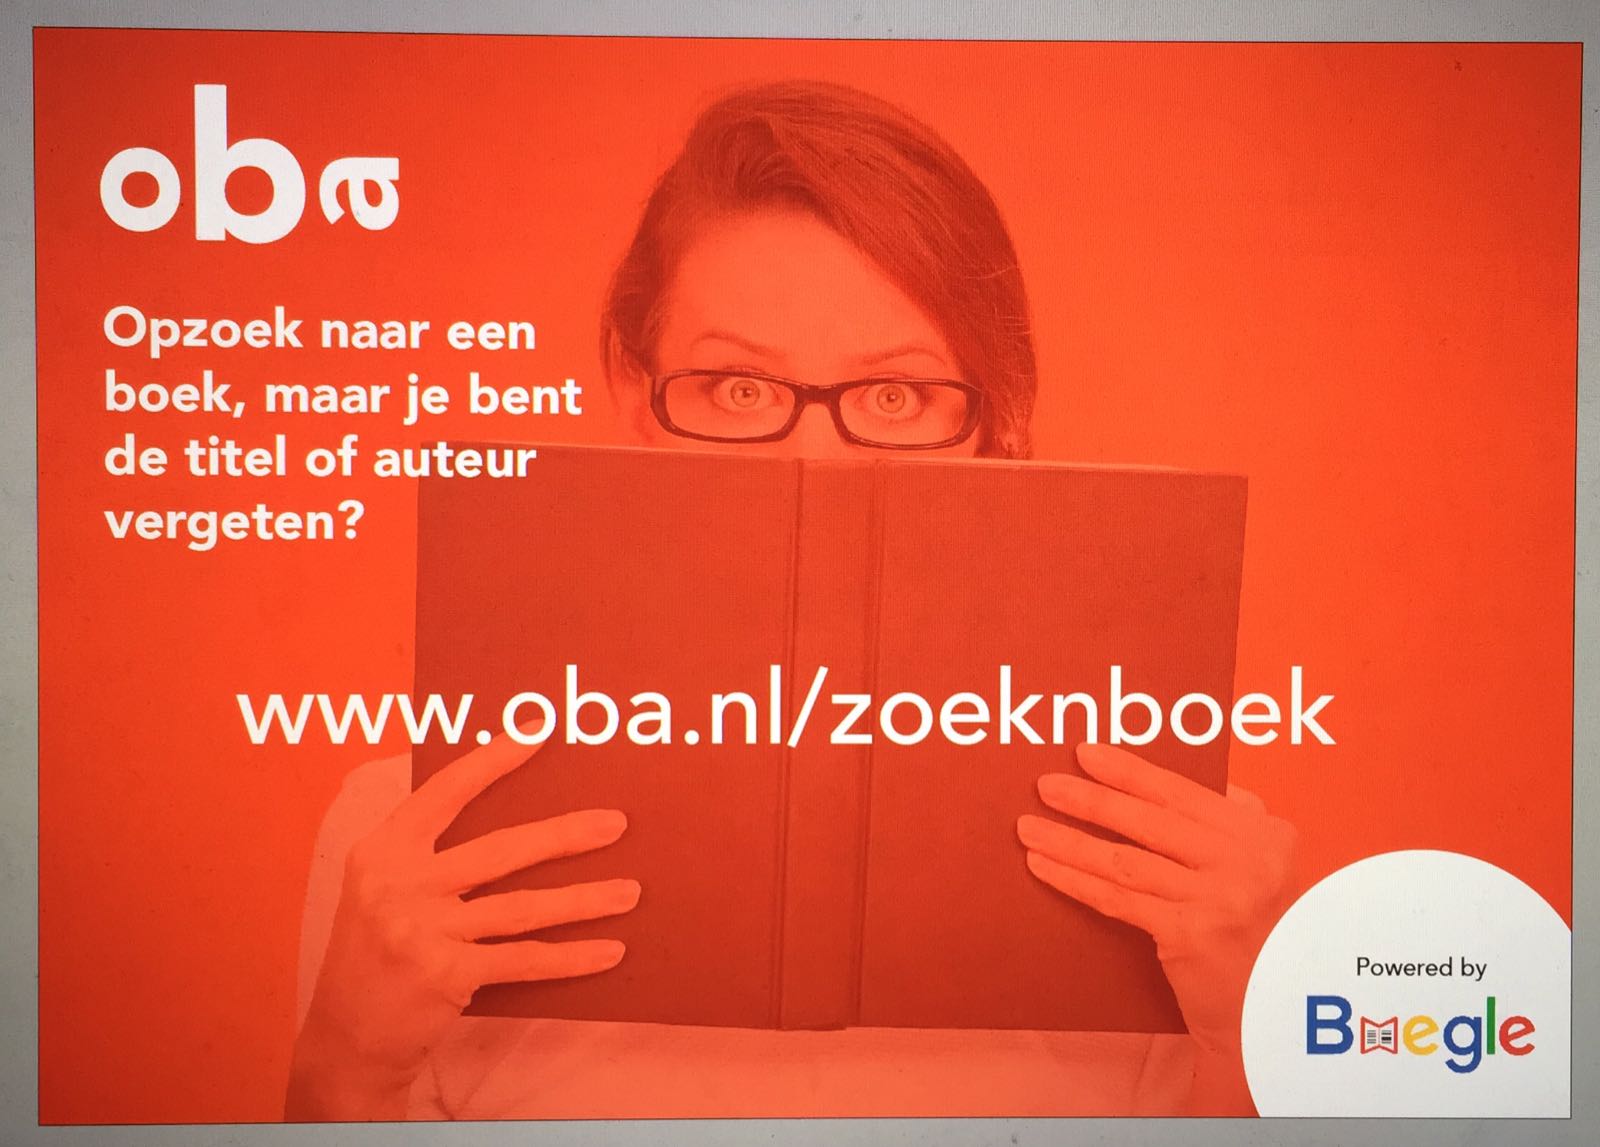 oba
Opzoek naar een
boek, maar je bent
de titel of auteur
vergeten?
www.oba.nl/zoeknboek
Powered by
Boegle